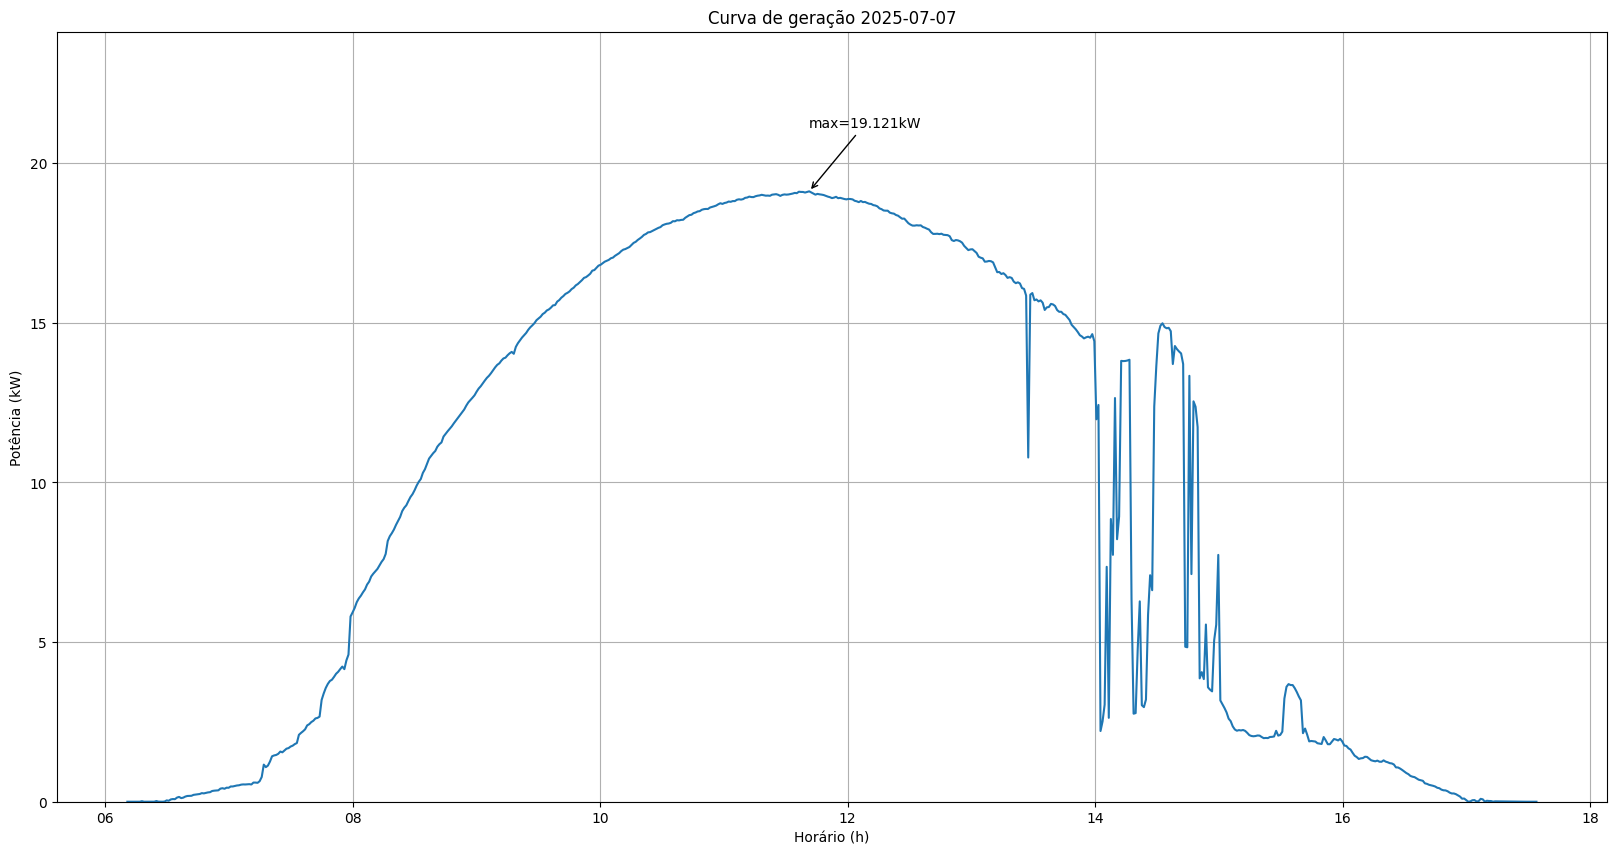 Curva de geração 2025-07-07
max=19.121kW
20
15
10
5
0
Potência (kW)
06 08 10 12 14 16 18
Horário (h)